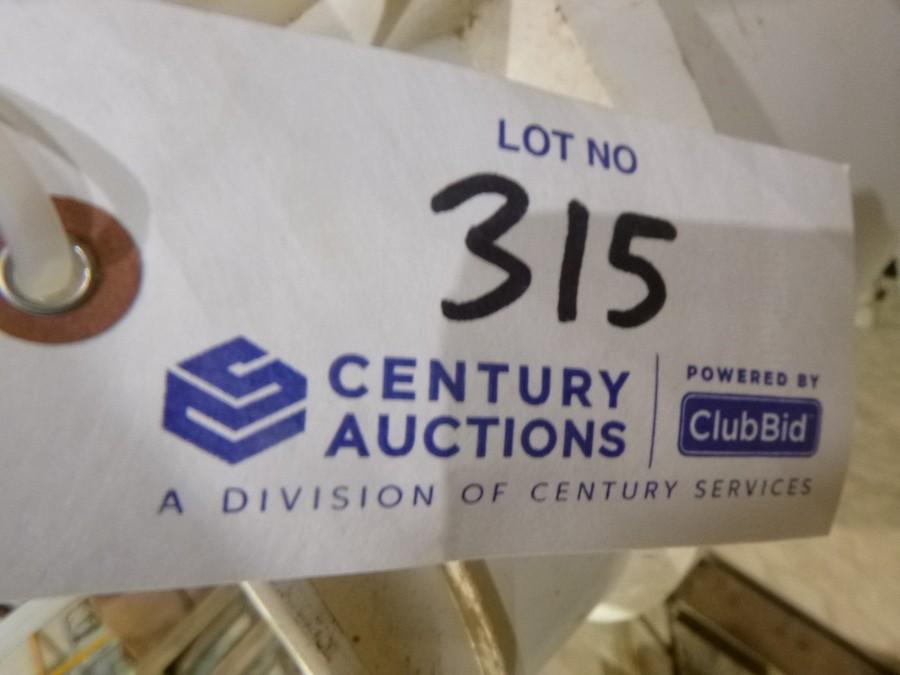 LOT NO
315
CENTURY
AUCTIONS
POWERED BY
ClubBid
A DIVISION OF CENTURY SERVICES